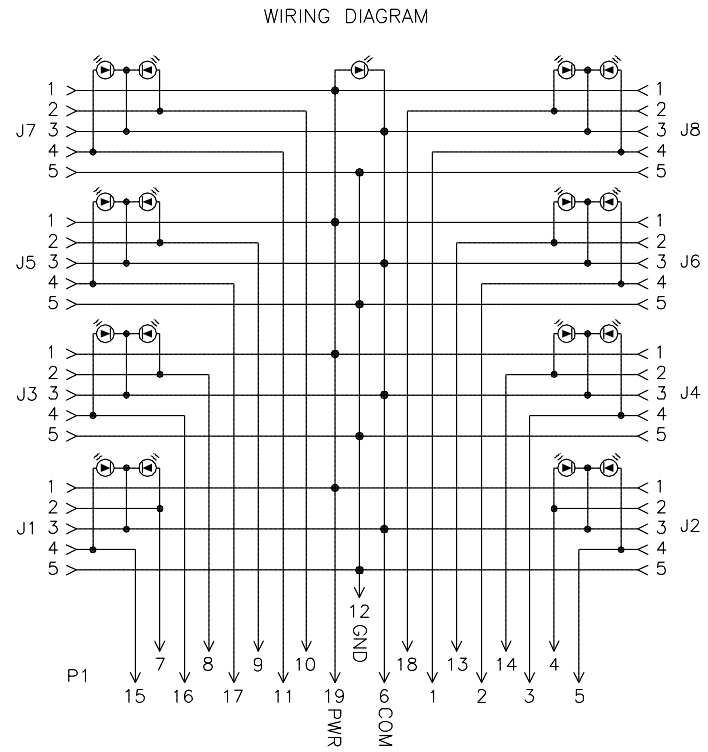 WIRING DIAGRAM
1 1
2 2
J7 3 3 J8
4 4
5 5
1 1
2 2
J5 3 3 J6
4 4
5 5
1 1
2 2
J3 3 3 J4
4 4
5 5
1 1
2 2
J1 3 3 J2
4 4
5 5
12 GND
7 8 9 10 18 13 14 4
P1
15 16 17 11 19 PWR 6 COM 1 2 3 5